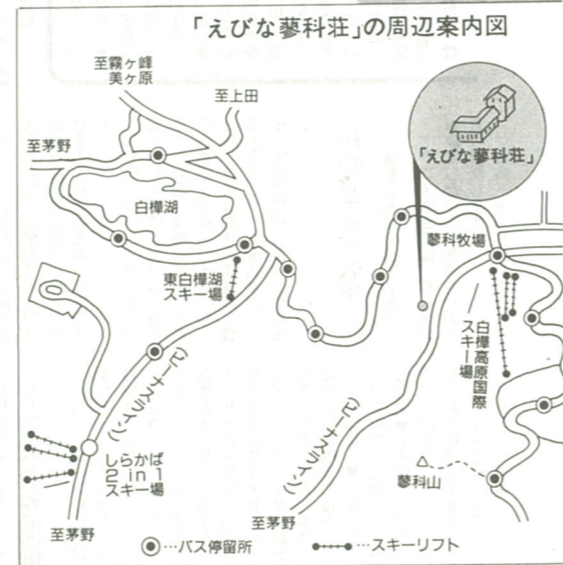 「えびな蓼科荘」の周辺案内図
至霧ヶ峰
美ヶ原
至上田
至茅野
「えびな蓼科荘」
白樺湖
蓼科牧場
東白樺湖
スキー場
白樺高原国際
スキー場
(ビーナスライン)
(ビーナスライン)
しらかば
2 in 1
スキー場
蓼科山
至茅野
至茅野
…バス停留所
…スキーリフト